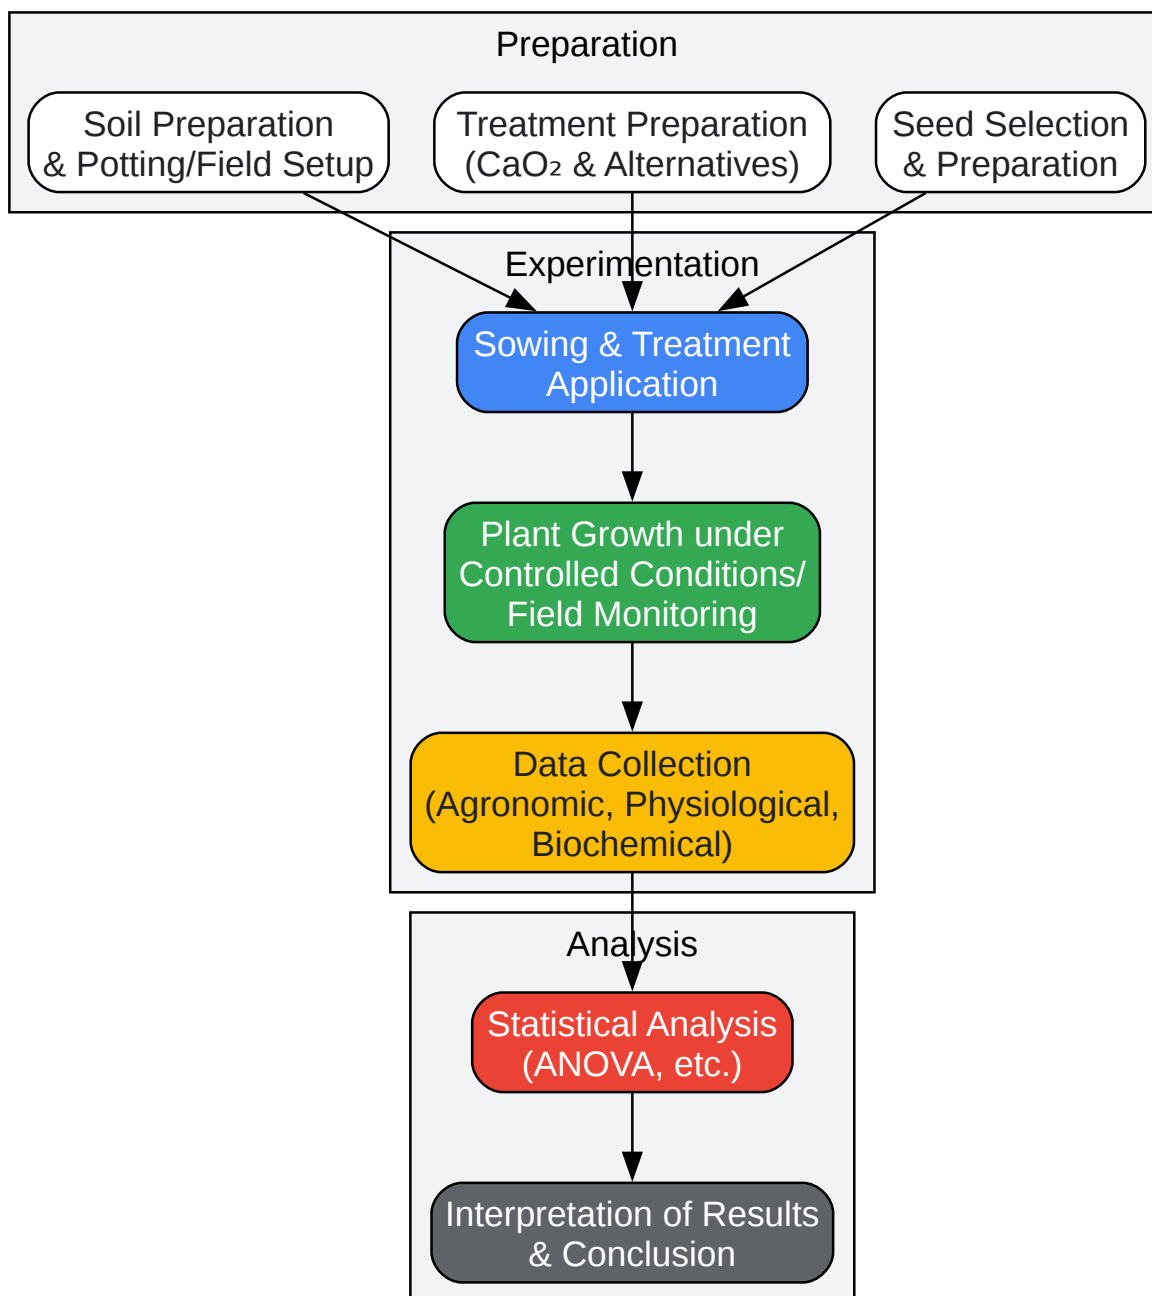 Preparation
Soil Preparation
& Potting/Field Setup
Treatment Preparation
(CaO₂ & Alternatives)
Seed Selection
& Preparation
Experimentation
Sowing & Treatment
Application
Plant Growth under
Controlled Conditions/
Field Monitoring
Data Collection
(Agronomic, Physiological,
Biochemical)
Analysis
Statistical Analysis
(ANOVA, etc.)
Interpretation of Results
& Conclusion